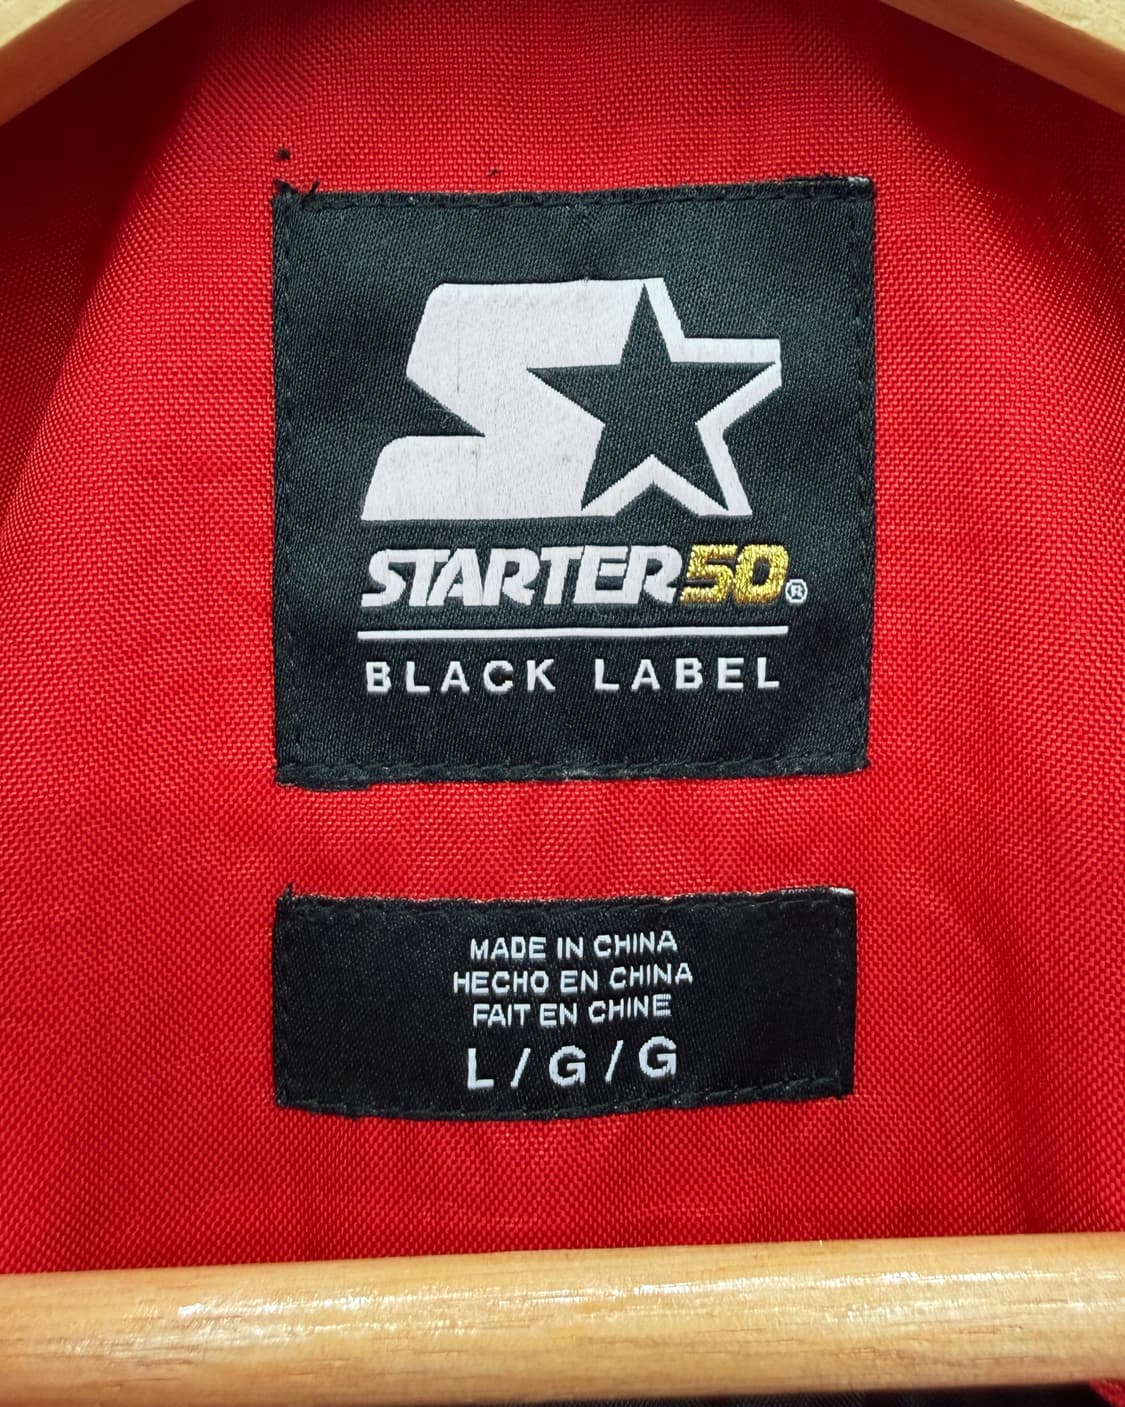 STARTER50®
BLACK LABEL
MADE IN CHINA
HECHO EN CHINA
FAIT EN CHINE
L/G/G